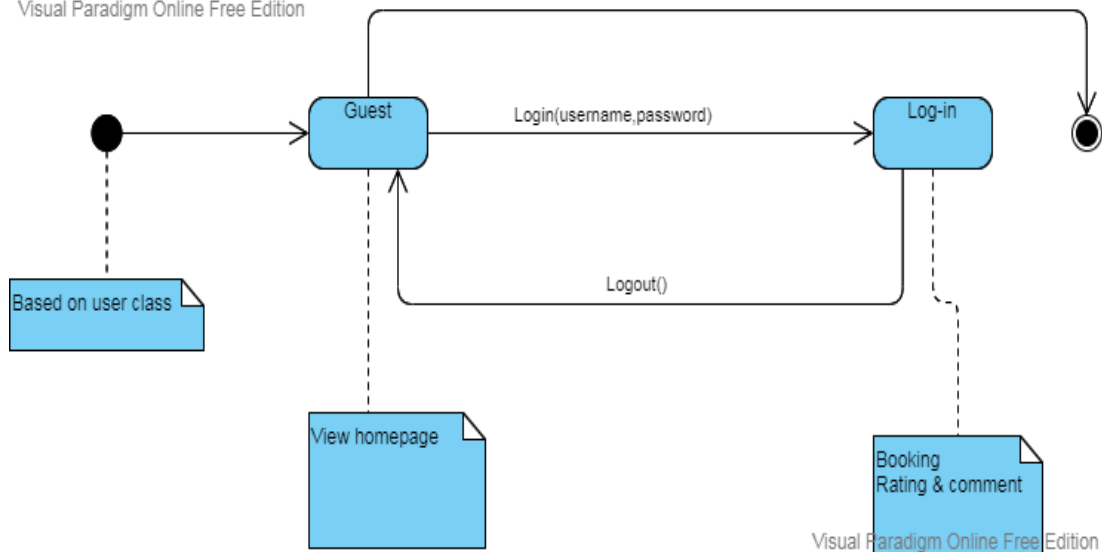 Visual Paradigm Online Free Edition
Guest
Login(username,password)
Log-in
Based on user class
Logout()
View homepage
Booking
Rating & comment
Visual Paradigm Online Free Edition